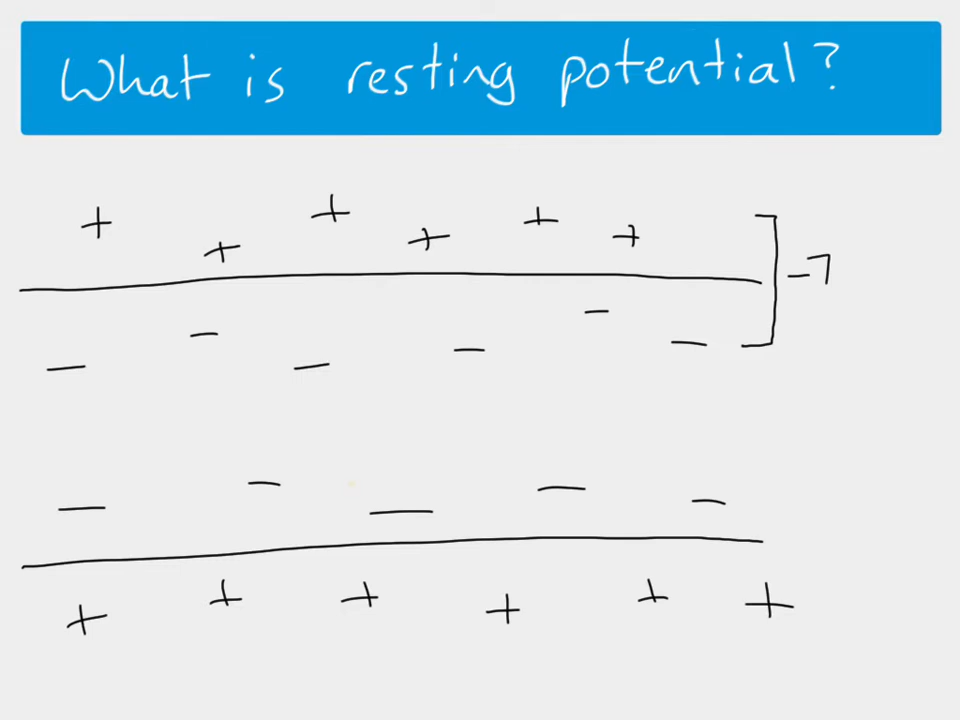 What is resting potential?
+ + + + + +
-7
− − − − − −
− − − − −
+ + + + + +